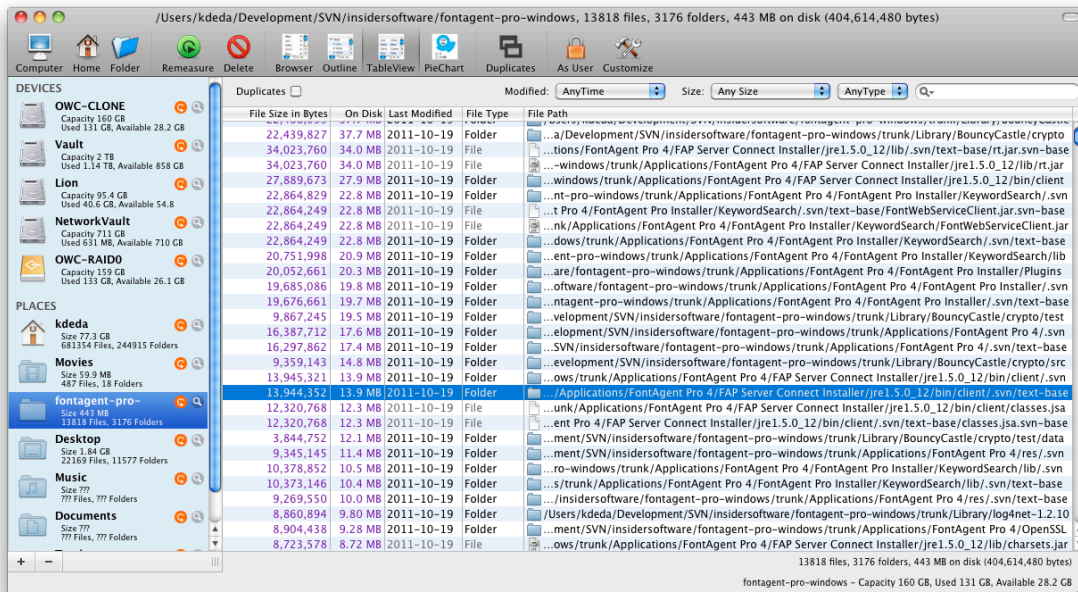 /Users/kdeda/Development/SVN/insidersoftware/fontagent-pro-windows, 13818 files, 3176 folders, 443 MB on disk (404,614,480 bytes)
Computer Home Folder Remeasure Delete Browser Outline TableView PieChart Duplicates As User Customize
DEVICES
OWC-CLONE
Capacity 160 GB
Used 131 GB, Available 28.2 GB
Vault
Capacity 2 TB
Used 1.14 TB, Available 858 GB
Lion
Capacity 95.4 GB
Used 40.6 GB, Available 54.8
NetworkVault
Capacity 711 GB
Used 631 MB, Available 710 GB
OWC-RAID0
Capacity 159 GB
Used 133 GB, Available 26.1 GB
PLACES
kdeda
Size 77.3 GB
681354 Files, 244915 Folders
Movies
Size 59.9 MB
487 Files, 18 Folders
fontagent-pro-
Size 443 MB
13818 Files, 3176 Folders
Desktop
Size 1.84 GB
22169 Files, 11577 Folders
Music
Size ???
??? Files, ??? Folders
Documents
Size ???
??? Files, ??? Folders
+ −
Duplicates Modified: AnyTime Size: Any Size AnyType
File Size in Bytes On Disk Last Modified File Type File Path
22,439,827 37.7 MB 2011-10-19 Folder ...a/Development/SVN/insidersoftware/fontagent-pro-windows/trunk/Library/BouncyCastle/crypto
34,023,760 34.0 MB 2011-10-19 File ...tions/FontAgent Pro 4/FAP Server Connect Installer/jre1.5.0_12/lib/.svn/text-base/rt.jar.svn-base
34,023,760 34.0 MB 2011-10-19 File ...-windows/trunk/Applications/FontAgent Pro 4/FAP Server Connect Installer/jre1.5.0_12/lib/rt.jar
27,889,673 27.9 MB 2011-10-19 Folder ...windows/trunk/Applications/FontAgent Pro 4/FAP Server Connect Installer/jre1.5.0_12/bin/client
22,864,829 22.8 MB 2011-10-19 Folder ...nt-pro-windows/trunk/Applications/FontAgent Pro 4/FontAgent Pro Installer/KeywordSearch/.svn
22,864,249 22.8 MB 2011-10-19 File ...t Pro 4/FontAgent Pro Installer/KeywordSearch/.svn/text-base/FontWebServiceClient.jar.svn-base
22,864,249 22.8 MB 2011-10-19 File ...nk/Applications/FontAgent Pro 4/FontAgent Pro Installer/KeywordSearch/FontWebServiceClient.jar
22,864,249 22.8 MB 2011-10-19 Folder ...dows/trunk/Applications/FontAgent Pro 4/FontAgent Pro Installer/KeywordSearch/.svn/text-base
20,751,998 20.9 MB 2011-10-19 Folder ...ent-pro-windows/trunk/Applications/FontAgent Pro 4/FontAgent Pro Installer/KeywordSearch/lib
20,052,661 20.3 MB 2011-10-19 Folder ...are/fontagent-pro-windows/trunk/Applications/FontAgent Pro 4/FontAgent Pro Installer/Plugins
19,685,086 19.8 MB 2011-10-19 Folder ...oftware/fontagent-pro-windows/trunk/Applications/FontAgent Pro 4/FontAgent Pro Installer/.svn
19,676,661 19.7 MB 2011-10-19 Folder ...ntagent-pro-windows/trunk/Applications/FontAgent Pro 4/FontAgent Pro Installer/.svn/text-base
9,867,245 19.5 MB 2011-10-19 Folder ...velopment/SVN/insidersoftware/fontagent-pro-windows/trunk/Library/BouncyCastle/crypto/test
16,387,712 17.6 MB 2011-10-19 Folder ...elopment/SVN/insidersoftware/fontagent-pro-windows/trunk/Applications/FontAgent Pro 4/.svn
16,297,862 17.4 MB 2011-10-19 Folder ...SVN/insidersoftware/fontagent-pro-windows/trunk/Applications/FontAgent Pro 4/.svn/text-base
9,359,143 14.8 MB 2011-10-19 Folder ...evelopment/SVN/insidersoftware/fontagent-pro-windows/trunk/Library/BouncyCastle/crypto/src
13,945,321 13.9 MB 2011-10-19 Folder ...ows/trunk/Applications/FontAgent Pro 4/FAP Server Connect Installer/jre1.5.0_12/bin/client/.svn
13,944,352 13.9 MB 2011-10-19 Folder .../Applications/FontAgent Pro 4/FAP Server Connect Installer/jre1.5.0_12/bin/client/.svn/text-base
12,320,768 12.3 MB 2011-10-19 File ...unk/Applications/FontAgent Pro 4/FAP Server Connect Installer/jre1.5.0_12/bin/client/classes.jsa
12,320,768 12.3 MB 2011-10-19 File ...ent Pro 4/FAP Server Connect Installer/jre1.5.0_12/bin/client/.svn/text-base/classes.jsa.svn-base
3,844,752 12.1 MB 2011-10-19 Folder ...ment/SVN/insidersoftware/fontagent-pro-windows/trunk/Library/BouncyCastle/crypto/test/data
9,345,145 11.4 MB 2011-10-19 Folder ...ment/SVN/insidersoftware/fontagent-pro-windows/trunk/Applications/FontAgent Pro 4/res/.svn
10,378,852 10.5 MB 2011-10-19 Folder ...ro-windows/trunk/Applications/FontAgent Pro 4/FontAgent Pro Installer/KeywordSearch/lib/.svn
10,373,146 10.4 MB 2011-10-19 Folder ...s/trunk/Applications/FontAgent Pro 4/FontAgent Pro Installer/KeywordSearch/lib/.svn/text-base
9,269,550 10.0 MB 2011-10-19 Folder .../insidersoftware/fontagent-pro-windows/trunk/Applications/FontAgent Pro 4/res/.svn/text-base
8,860,894 9.80 MB 2011-10-19 Folder /Users/kdeda/Development/SVN/insidersoftware/fontagent-pro-windows/trunk/Library/log4net-1.2.10
8,904,438 9.28 MB 2011-10-19 Folder ...ment/SVN/insidersoftware/fontagent-pro-windows/trunk/Applications/FontAgent Pro 4/OpenSSL
8,723,578 8.72 MB 2011-10-19 File ...ows/trunk/Applications/FontAgent Pro 4/FAP Server Connect Installer/jre1.5.0_12/lib/charsets.jar
13818 files, 3176 folders, 443 MB on disk (404,614,480 bytes)
fontagent-pro-windows - Capacity 160 GB, Used 131 GB, Available 28.2 GB